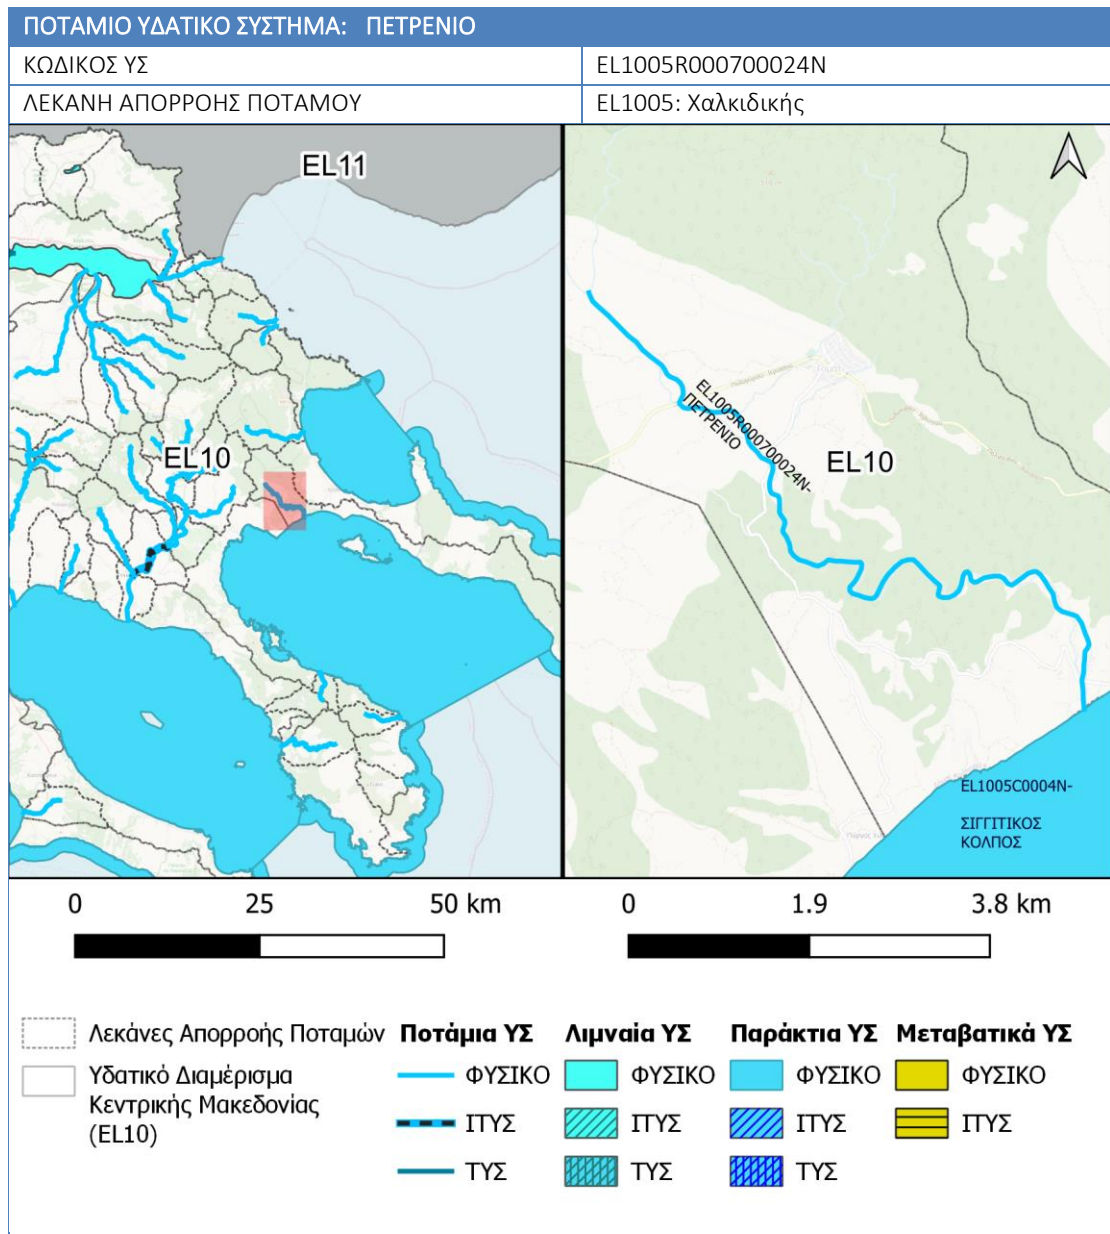 ΠΟΤΑΜΙΟ ΥΔΑΤΙΚΟ ΣΥΣΤΗΜΑ: ΠΕΤΡΕΝΙΟ
ΚΩΔΙΚΟΣ ΥΣ EL1005R000700024N
ΛΕΚΑΝΗ ΑΠΟΡΡΟΗΣ ΠΟΤΑΜΟΥ EL1005: Χαλκιδικής
EL11
EL10
EL1005R000700024N-
ΠΕΤΡΕΝΙΟ
EL10
EL1005C0004N-
ΣΙΓΓΙΤΙΚΟΣ
ΚΟΛΠΟΣ
0 25 50 km
0 1.9 3.8 km
Λεκάνες Απορροής Ποταμών
Υδατικό Διαμέρισμα
Κεντρικής Μακεδονίας
(EL10)
Ποτάμια ΥΣ
ΦΥΣΙΚΟ
ΙΤΥΣ
ΤΥΣ
Λιμναία ΥΣ
ΦΥΣΙΚΟ
ΙΤΥΣ
ΤΥΣ
Παράκτια ΥΣ
ΦΥΣΙΚΟ
ΙΤΥΣ
ΤΥΣ
Μεταβατικά ΥΣ
ΦΥΣΙΚΟ
ΙΤΥΣ